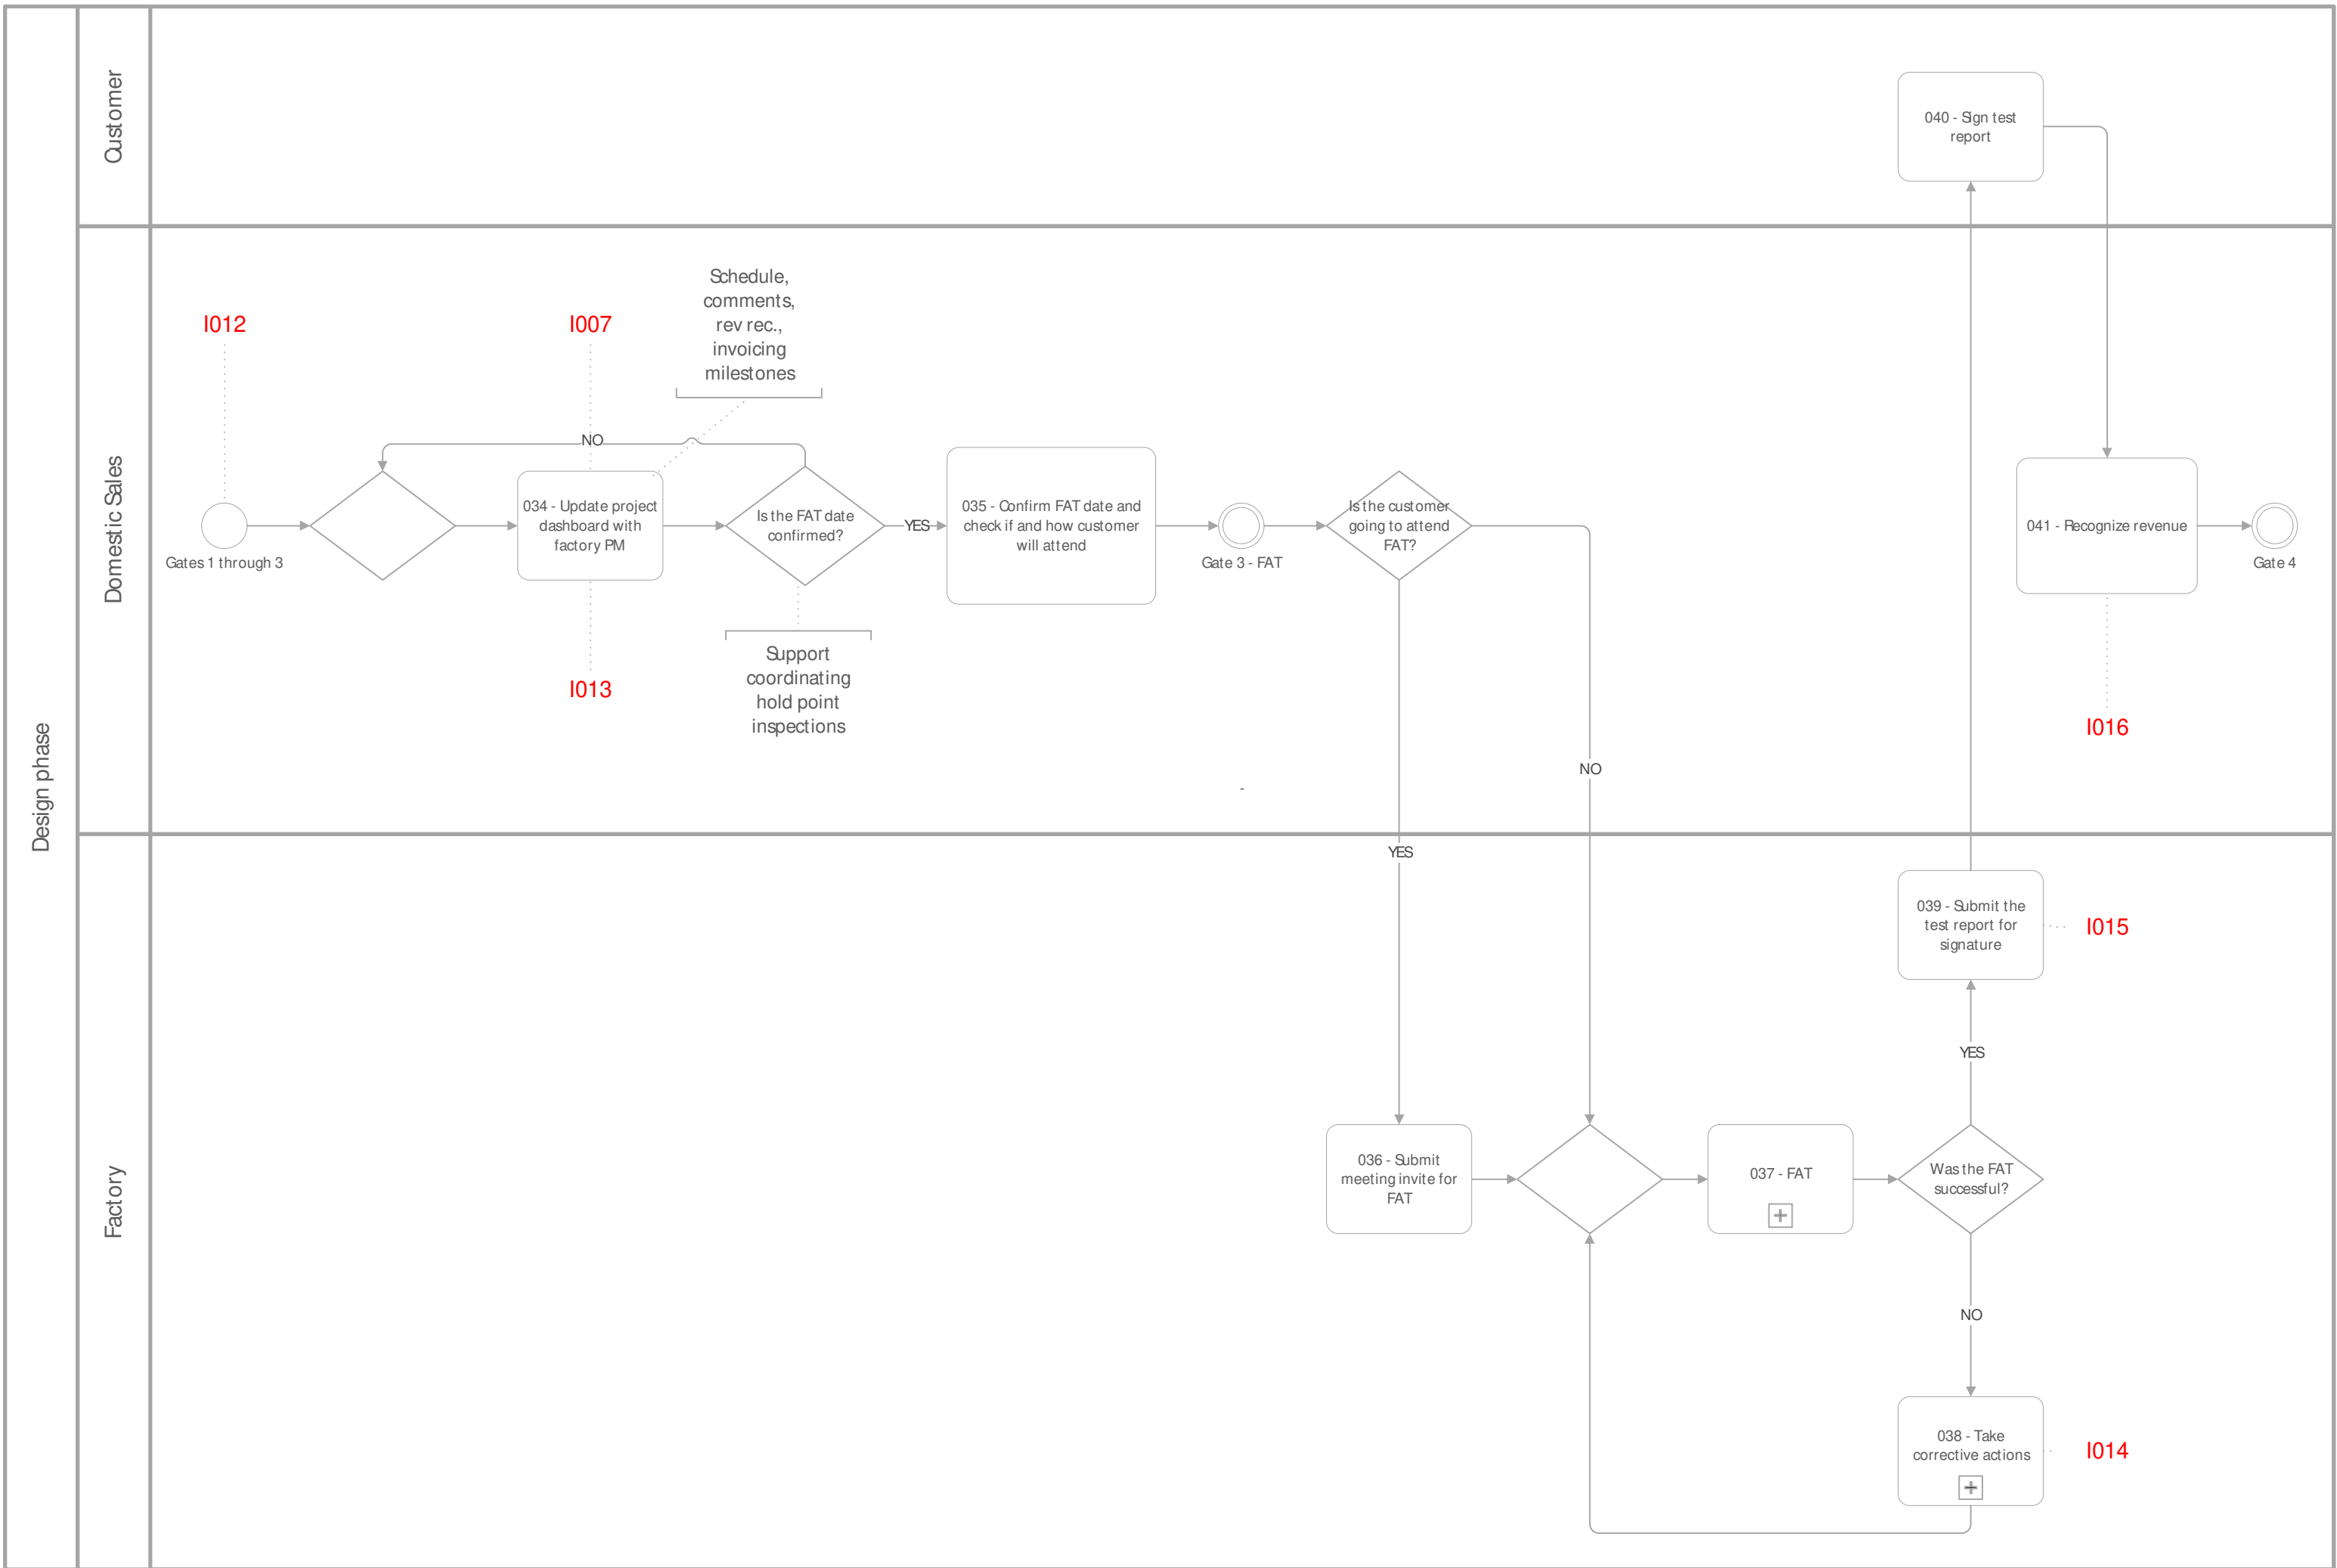 Design phase
Customer
040 - Sign test
report
Domestic Sales
I012
Gates 1 through 3
I007
Schedule,
comments,
rev rec.,
invoicing
milestones
NO
034 - Update project
dashboard with
factory PM
I013
Is the FAT date
confirmed?
Support
coordinating
hold point
inspections
YES
035 - Confirm FAT date and
check if and how customer
will attend
Gate 3 - FAT
-
Is the customer
going to attend
FAT?
NO
YES
041 - Recognize revenue
I016
Gate 4
Factory
036 - Submit
meeting invite for
FAT
037 - FAT
Was the FAT
successful?
YES
039 - Submit the
test report for
signature
I015
NO
038 - Take
corrective actions
I014